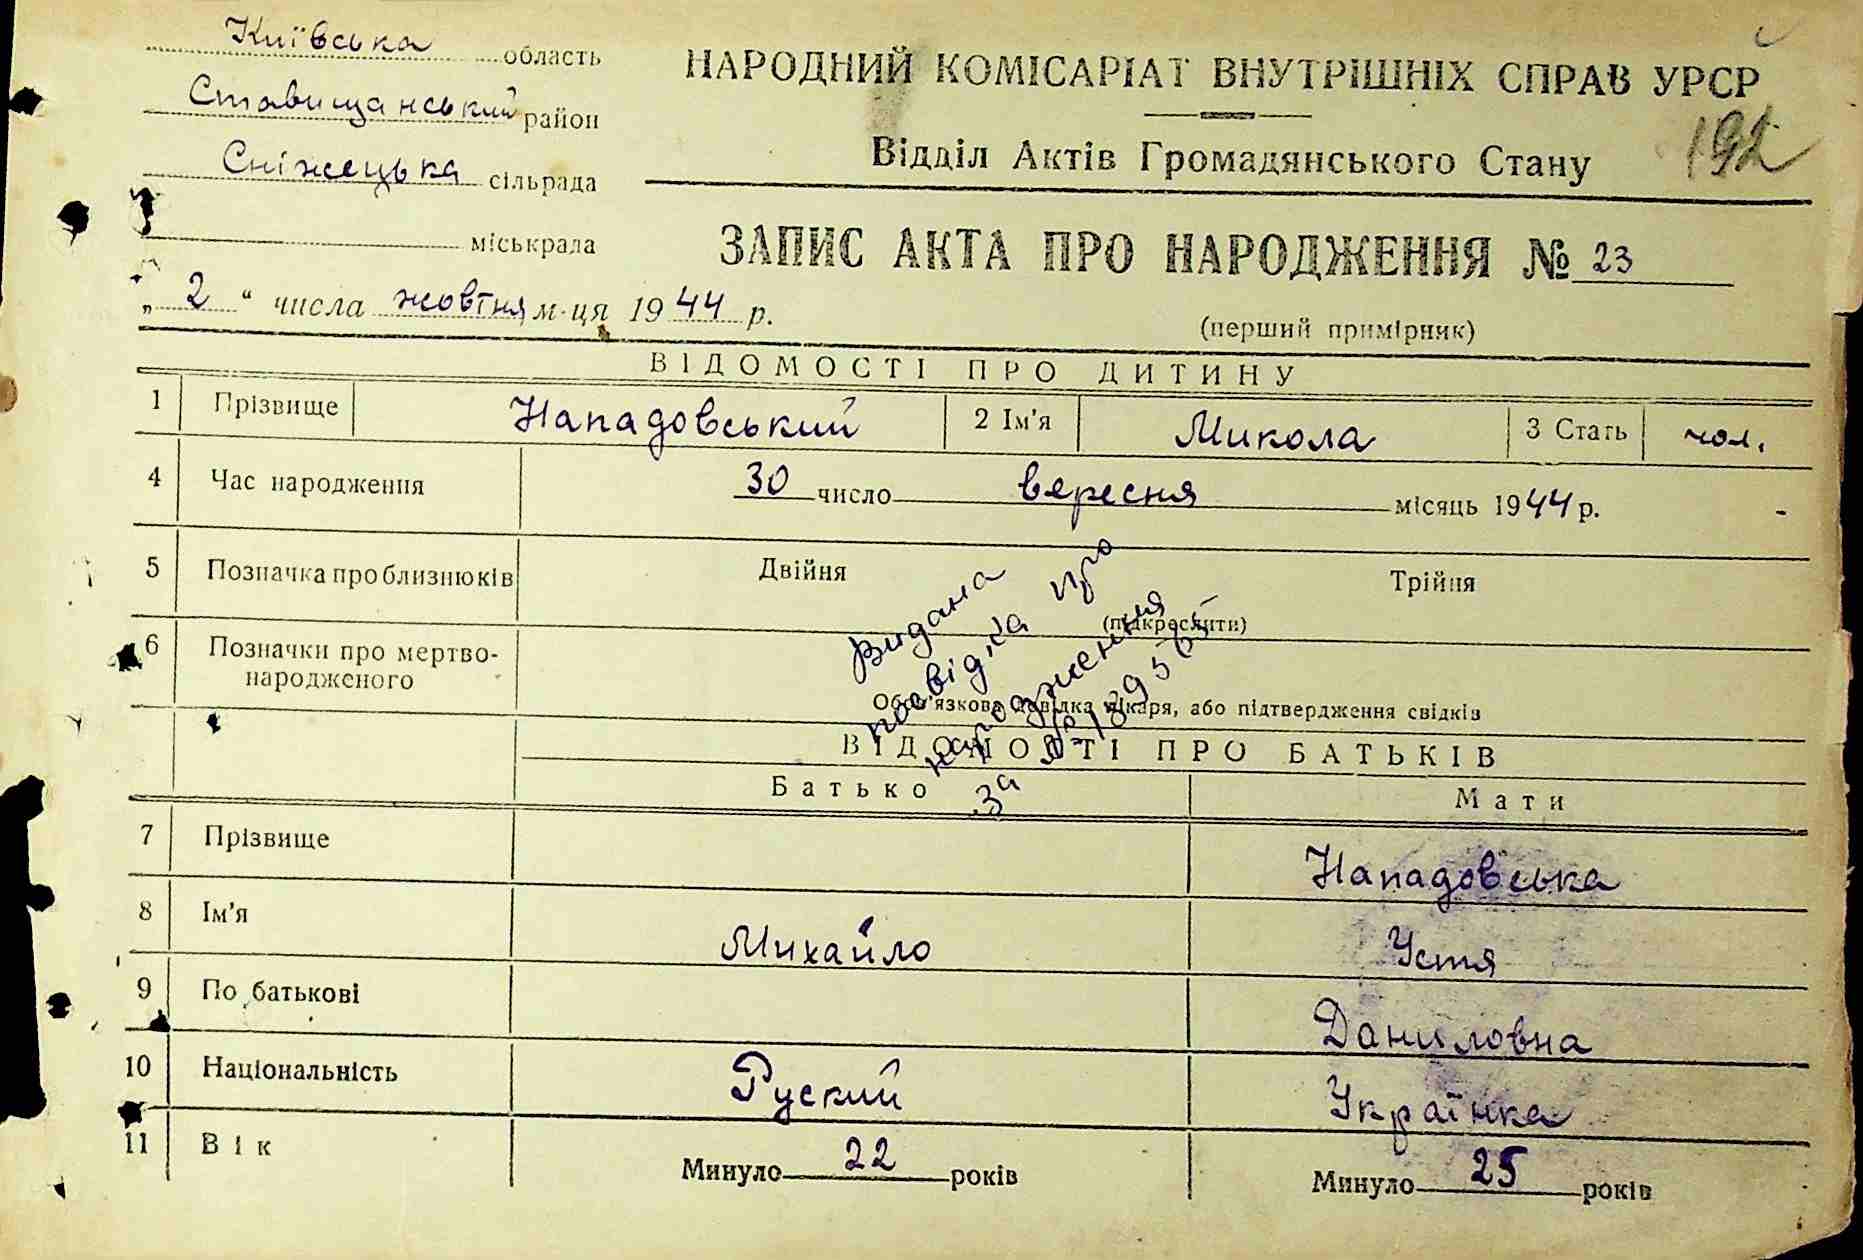 Київська область
Ставищанський район
Сніжецька сільрада
міськрада
НАРОДНИЙ КОМІСАРІАТ ВНУТРІШНІХ СПРАВ УРСР
192
Відділ Актів Громадянського Стану
ЗАПИС АКТА ПРО НАРОДЖЕННЯ № 23
„ 2 “ числа жовтня м-ця 1944 р.
(перший примірник)
ВІДОМОСТІ ПРО ДИТИНУ
1 Прізвище Нападовський 2 Ім'я Микола 3 Стать чол.
4 Час народження 30 число вересня місяць 1944 р.
5 Позначка про близнюків Двійня Трійня
(підкреслити)
6 Позначки про мертво-
народженого
Обов'язкова довідка лікаря, або підтвердження свідків
Видана
довідка про
народження
за №
ВІДОМОСТІ ПРО БАТЬКІВ
Батько Мати
7 Прізвище Нападовська
8 Ім'я Михайло Устя
9 По батькові Даниловна
10 Національність Руский Українка
11 Вік Минуло 22 років Минуло 25 років